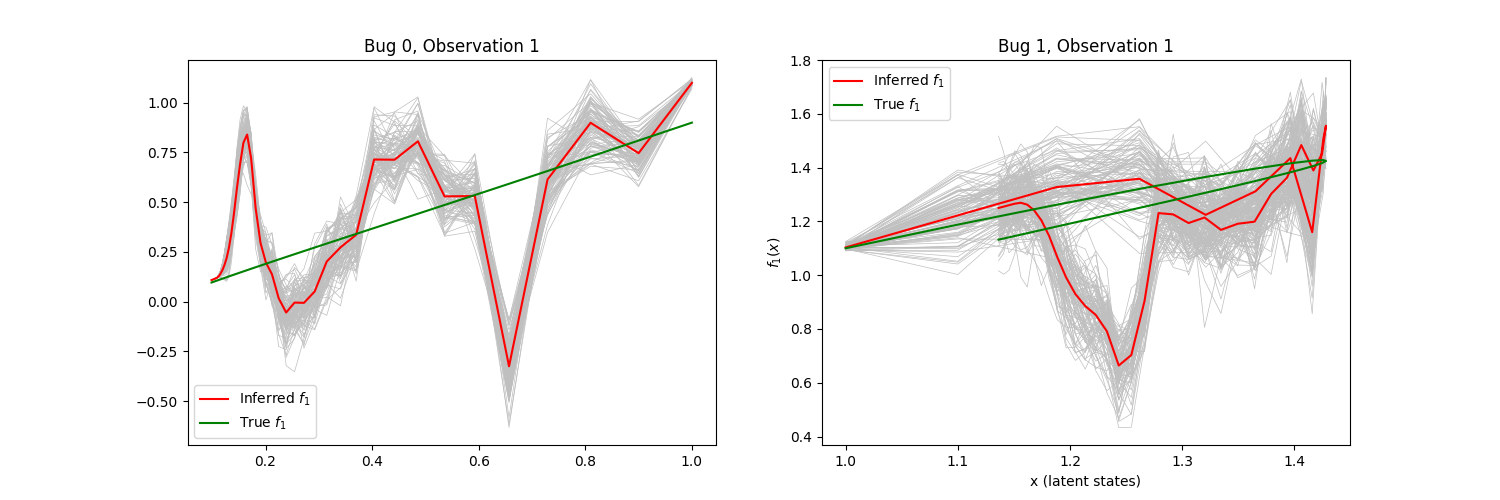 Bug 0, Observation 1
1.00
0.75
0.50
0.25
0.00
−0.25
−0.50
Inferred f₁
True f₁
0.2 0.4 0.6 0.8 1.0
Bug 1, Observation 1
f₁(x)
1.8
1.6
1.4
1.2
1.0
0.8
0.6
0.4
Inferred f₁
True f₁
1.0 1.1 1.2 1.3 1.4
x (latent states)